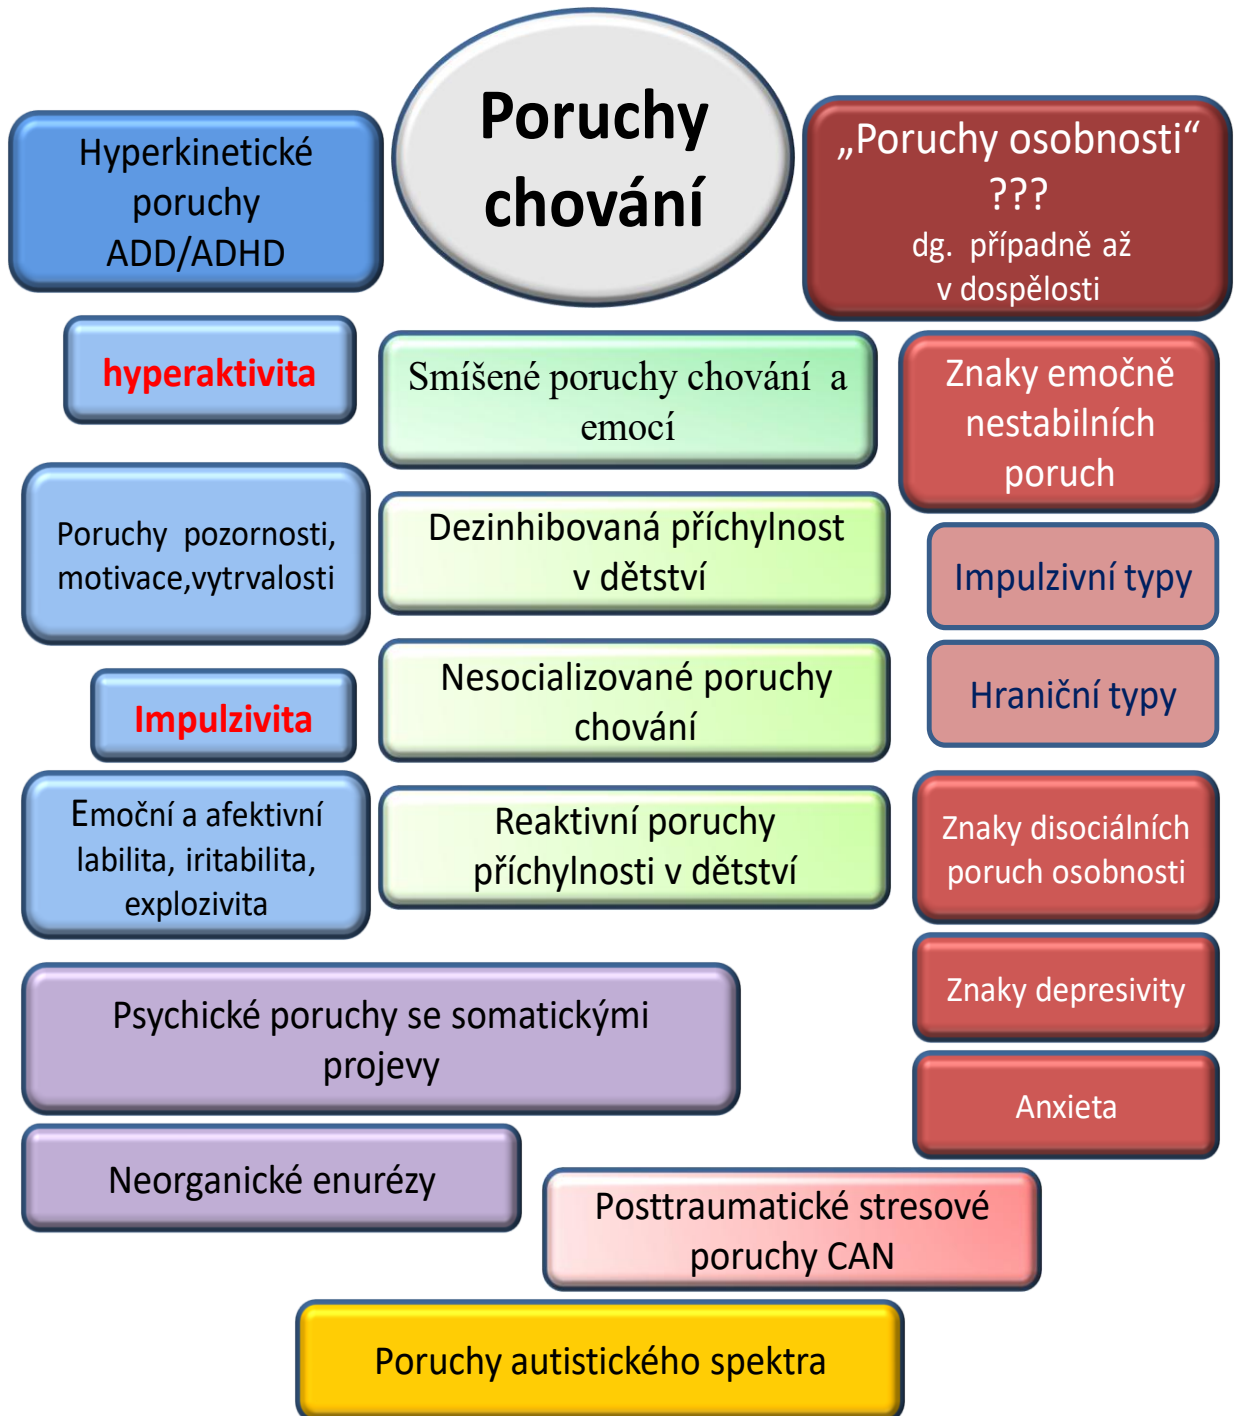 Poruchy
chování
Hyperkinetické
poruchy
ADD/ADHD
hyperaktivita
Poruchy pozornosti,
motivace,vytrvalosti
Impulzivita
Emoční a afektivní
labilita, iritabilita,
explozivita
Smíšené poruchy chování a
emocí
Dezinhibovaná příchylnost
v dětství
Nesocializované poruchy
chování
Reaktivní poruchy
příchylnosti v dětství
„Poruchy osobnosti“
???
dg. případně až
v dospělosti
Znaky emočně
nestabilních
poruch
Impulzivní typy
Hraniční typy
Znaky disociálních
poruch osobnosti
Znaky depresivity
Anxieta
Psychické poruchy se somatickými
projevy
Neorganické enurézy
Posttraumatické stresové
poruchy CAN
Poruchy autistického spektra